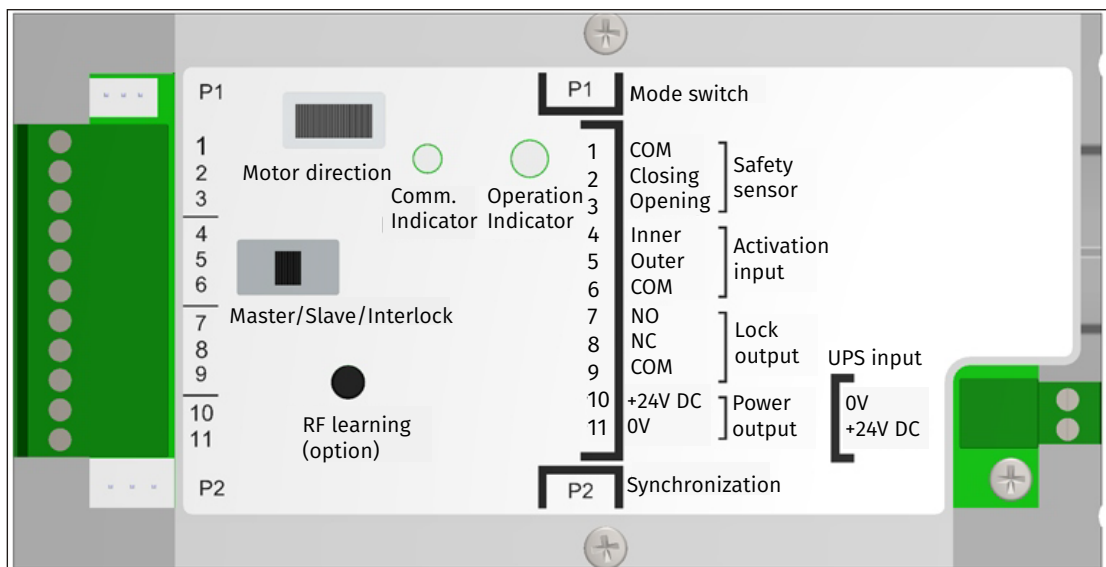 P1
1
2
3
4
5
6
7
8
9
10
11
P2
Motor direction
Comm.
Indicator
Operation
Indicator
Master/Slave/Interlock
RF learning
(option)
P1 Mode switch
1 COM
2 Closing
3 Opening
Safety
sensor
4 Inner
5 Outer
6 COM
Activation
input
7 NO
8 NC
9 COM
Lock
output
10 +24V DC
11 0V
Power
output
UPS input
0V
+24V DC
P2 Synchronization